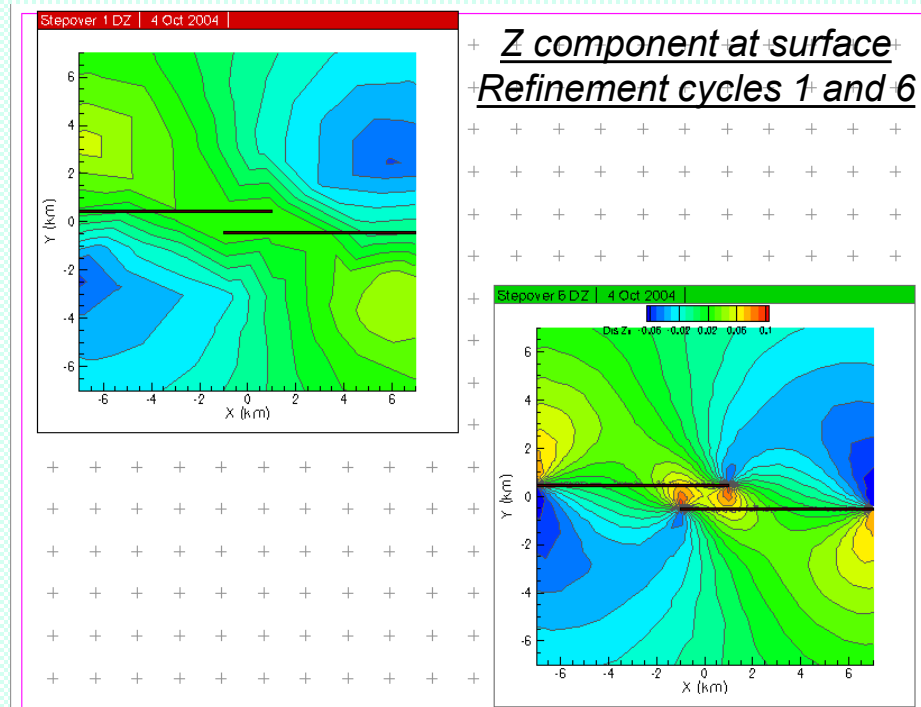 Stepover 1 DZ | 4 Oct 2004 |
Z component at surface
Refinement cycles 1 and 6
6
4
2
0
-2
-4
-6
Y (km)
-6 -4 -2 0 2 4 6
X (km)
Stepover 6 DZ | 4 Oct 2004 |
-0.06 -0.02 0.02 0.06 0.1
6
4
2
0
-2
-4
-6
Y (km)
-6 -4 -2 0 2 4 6
X (km)